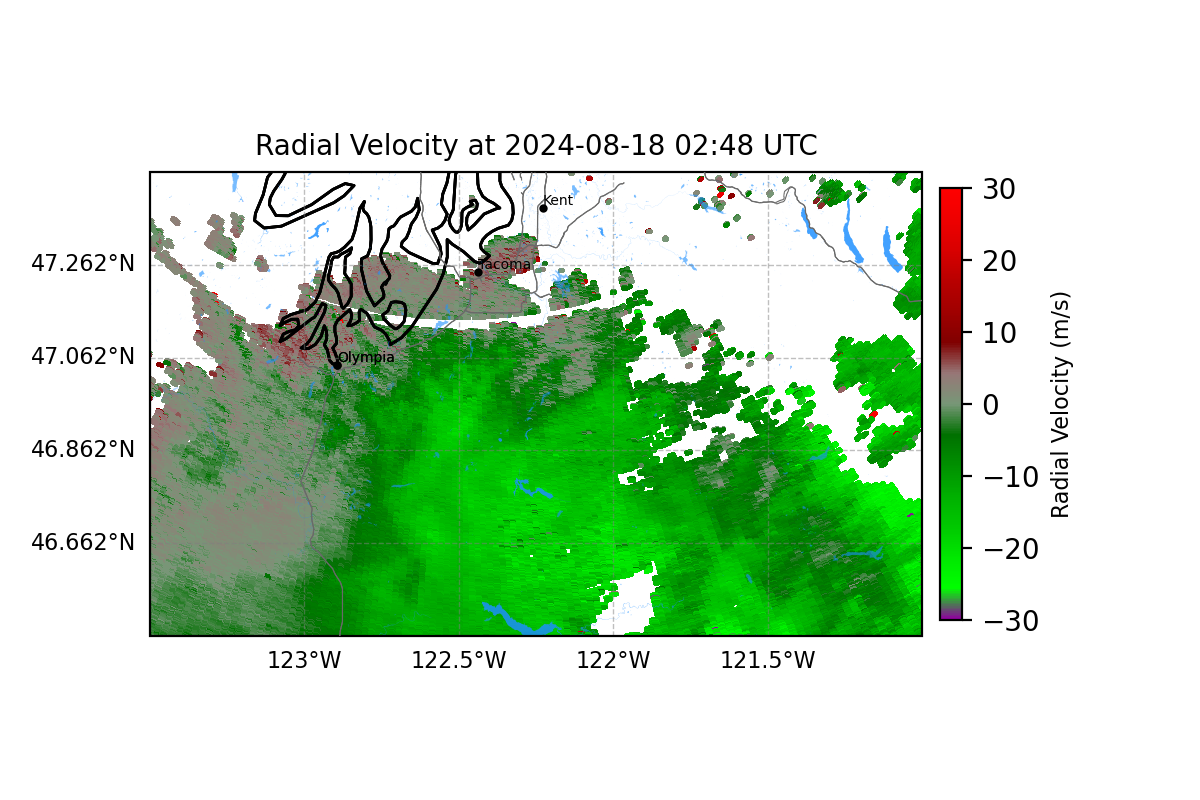 Radial Velocity at 2024-08-18 02:48 UTC
Kent
Tacoma
Olympia
47.262°N
47.062°N
46.862°N
46.662°N
123°W
122.5°W
122°W
121.5°W
30
20
10
0
−10
−20
−30
Radial Velocity (m/s)